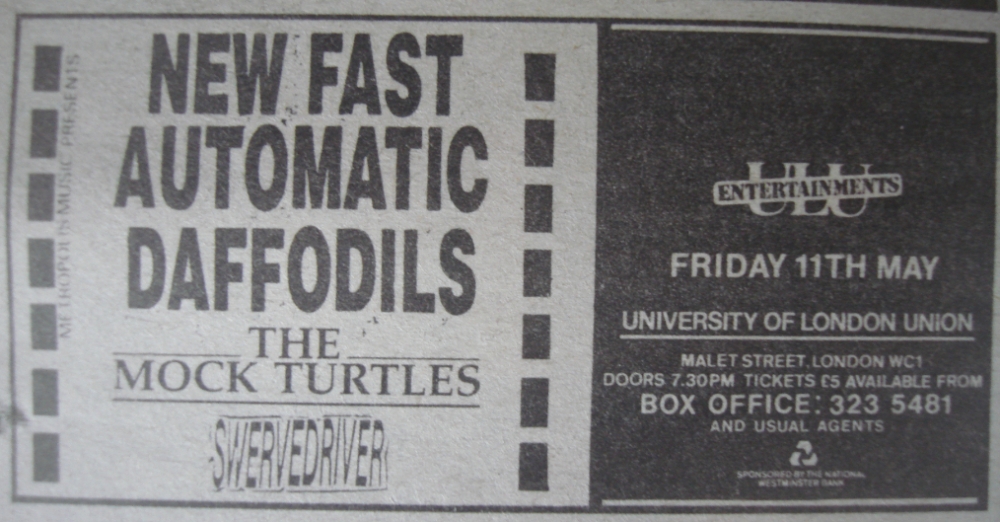 METROPOLIS MUSIC PRESENTS
NEW FAST
AUTOMATIC
DAFFODILS
THE
MOCK TURTLES
SWERVEDRIVER
ULU
ENTERTAINMENTS
FRIDAY 11TH MAY
UNIVERSITY OF LONDON UNION
MALET STREET, LONDON WC1
DOORS 7.30PM TICKETS £5 AVAILABLE FROM
BOX OFFICE: 323 5481
AND USUAL AGENTS
SPONSORED BY THE NATIONAL
WESTMINSTER BANK